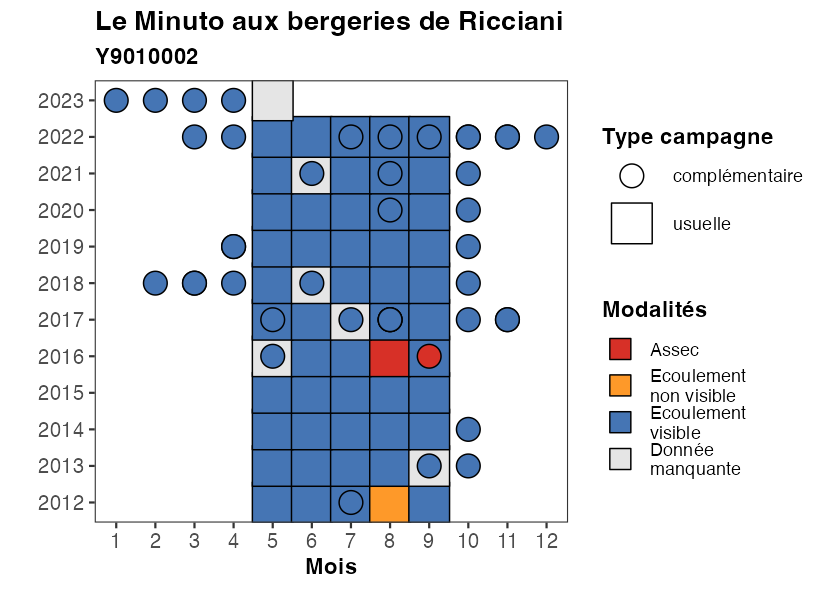 Le Minuto aux bergeries de Ricciani
Y9010002
2023
2022
2021
2020
2019
2018
2017
2016
2015
2014
2013
2012
1 2 3 4 5 6 7 8 9 10 11 12
Mois
Type campagne
complémentaire
usuelle
Modalités
Assec
Ecoulement
non visible
Ecoulement
visible
Donnée
manquante